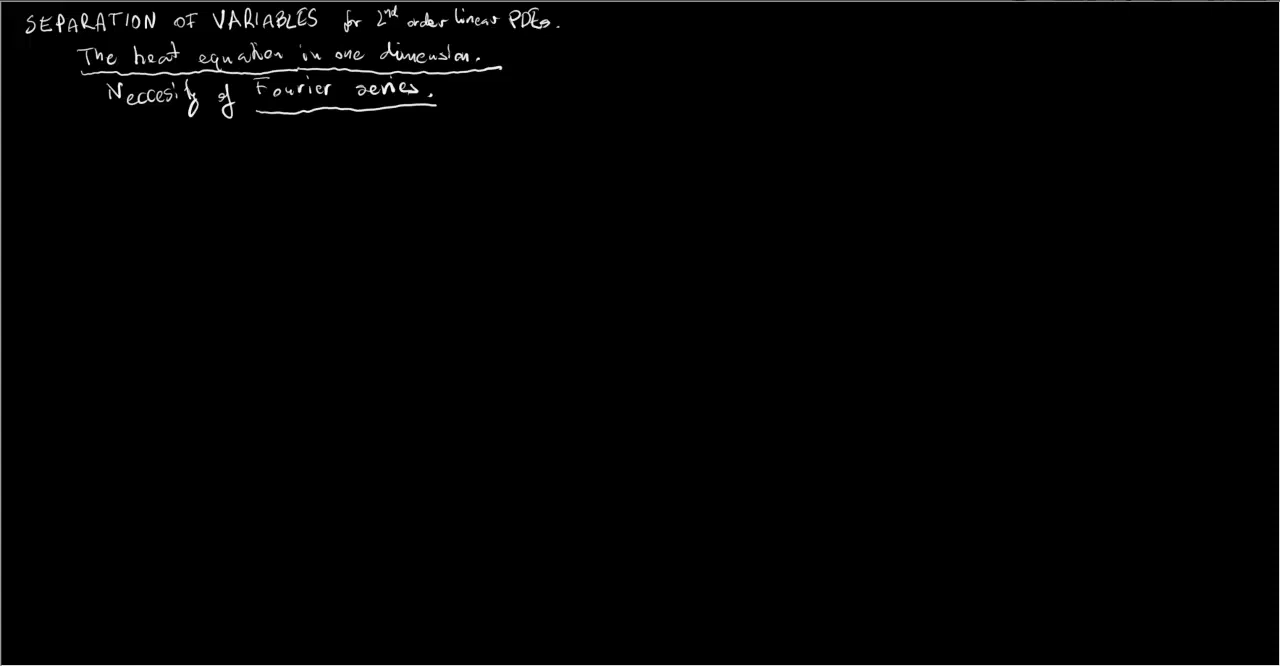 SEPARATION OF VARIABLES for 2nd order linear PDEs.
The heat equation in one dimension.
Neccesity of Fourier series.